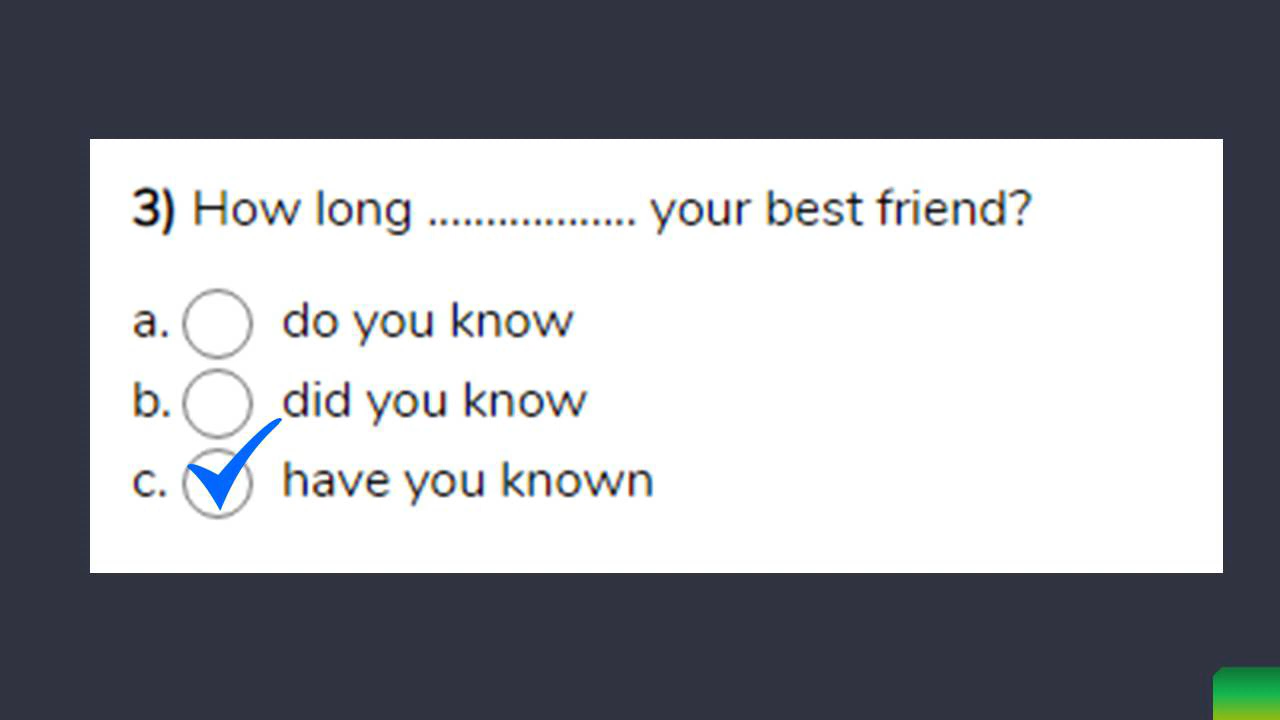 3) How long .................. your best friend?
a. do you know
b. did you know
c. have you known